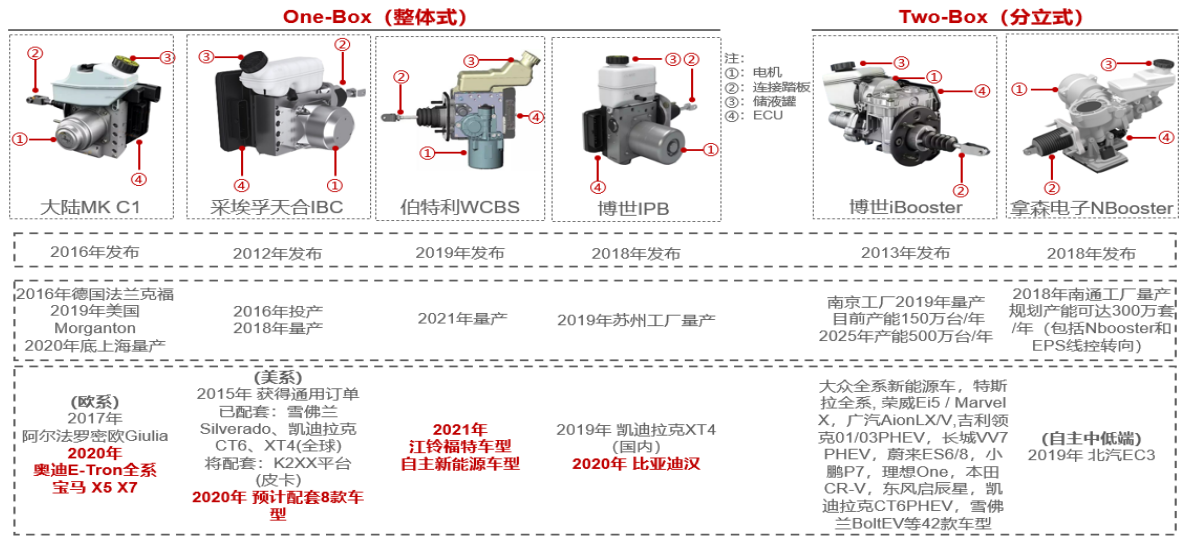 One-Box（整体式）
Two-Box（分立式）
②
③
①
④
大陆MK C1
③
②
④
①
采埃孚天合IBC
③
②
④
①
伯特利WCBS
③
②
①
④
博世IPB
注:
①：电机
②：连接踏板
③：储液罐
④：ECU
③
①
④
②
博世iBooster
③
①
④
②
拿森电子NBooster
2016年发布
2012年发布
2019年发布
2018年发布
2013年发布
2018年发布
2016年德国法兰克福
2019年美国
Morganton
2020年底上海量产
2016年投产
2018年量产
2021年量产
2019年苏州工厂量产
南京工厂2019年量产
目前产能150万台/年
2025年产能500万台/年
2018年南通工厂量产
规划产能可达300万套
/年（包括Nbooster和
EPS线控转向）
(欧系)
2017年
阿尔法罗密欧Giulia
2020年
奥迪E-Tron全系
宝马 X5 X7
(美系)
2015年 获得通用订单
已配套：雪佛兰
Silverado、凯迪拉克
CT6、XT4(全球)
将配套：K2XX平台
(皮卡)
2020年 预计配套8款车
型
2021年
江铃福特车型
自主新能源车型
2019年 凯迪拉克XT4
(国内)
2020年 比亚迪汉
大众全系新能源车，特斯
拉全系, 荣威Ei5 / Marvel
X，广汽AionLX/V,吉利领
克01/03PHEV，长城VV7
PHEV，蔚来ES6/8，小
鹏P7，理想One，本田
CR-V，东风启辰星，凯
迪拉克CT6PHEV，雪佛
兰BoltEV等42款车型
(自主中低端)
2019年 北汽EC3